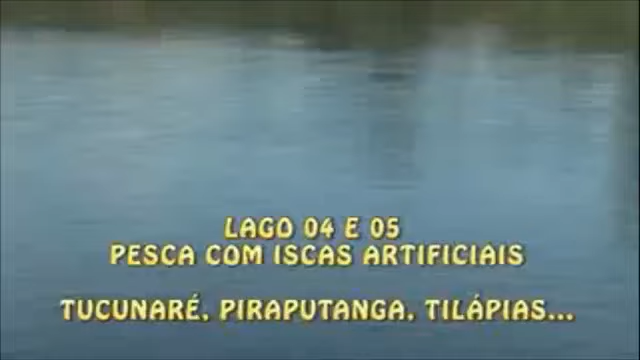 LAGO 04 E 05
PESCA COM ISCAS ARTIFICIAIS
TUCUNARÉ, PIRAPUTANGA, TILÁPIAS...